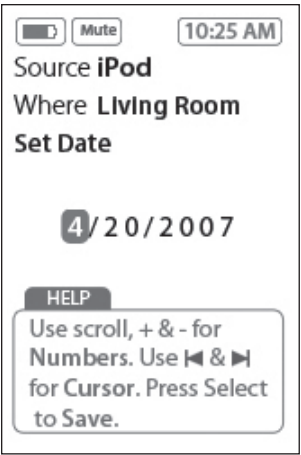 Mute 10:25 AM
Source iPod
Where Living Room
Set Date
4/20/2007
HELP
Use scroll, + & - for
Numbers. Use ⏮ & ⏭
for Cursor. Press Select
to Save.